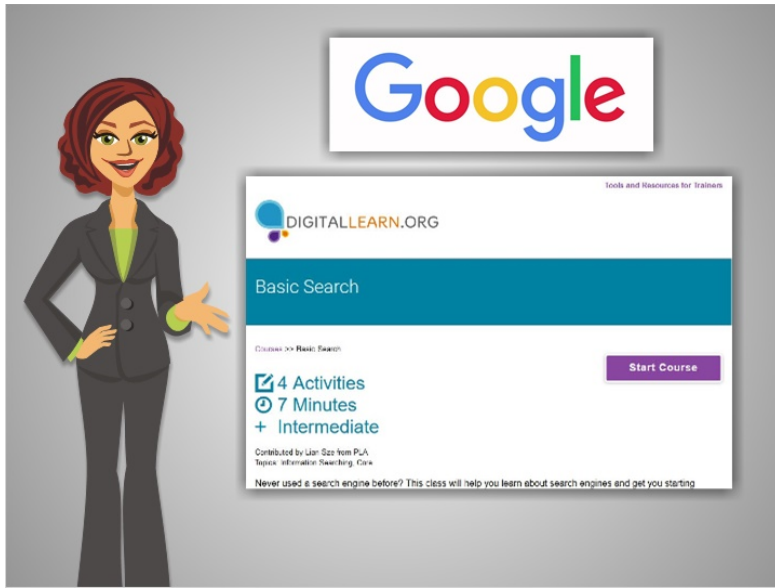 Google
Tools and Resources for Trainers
DIGITALLEARN.ORG
Basic Search
Courses >> Basic Search
Start Course
4 Activities
7 Minutes
+ Intermediate
Contributed by Lian Sze from PLA
Topics: Information Searching, Core
Never used a search engine before? This class will help you learn about search engines and get you starting